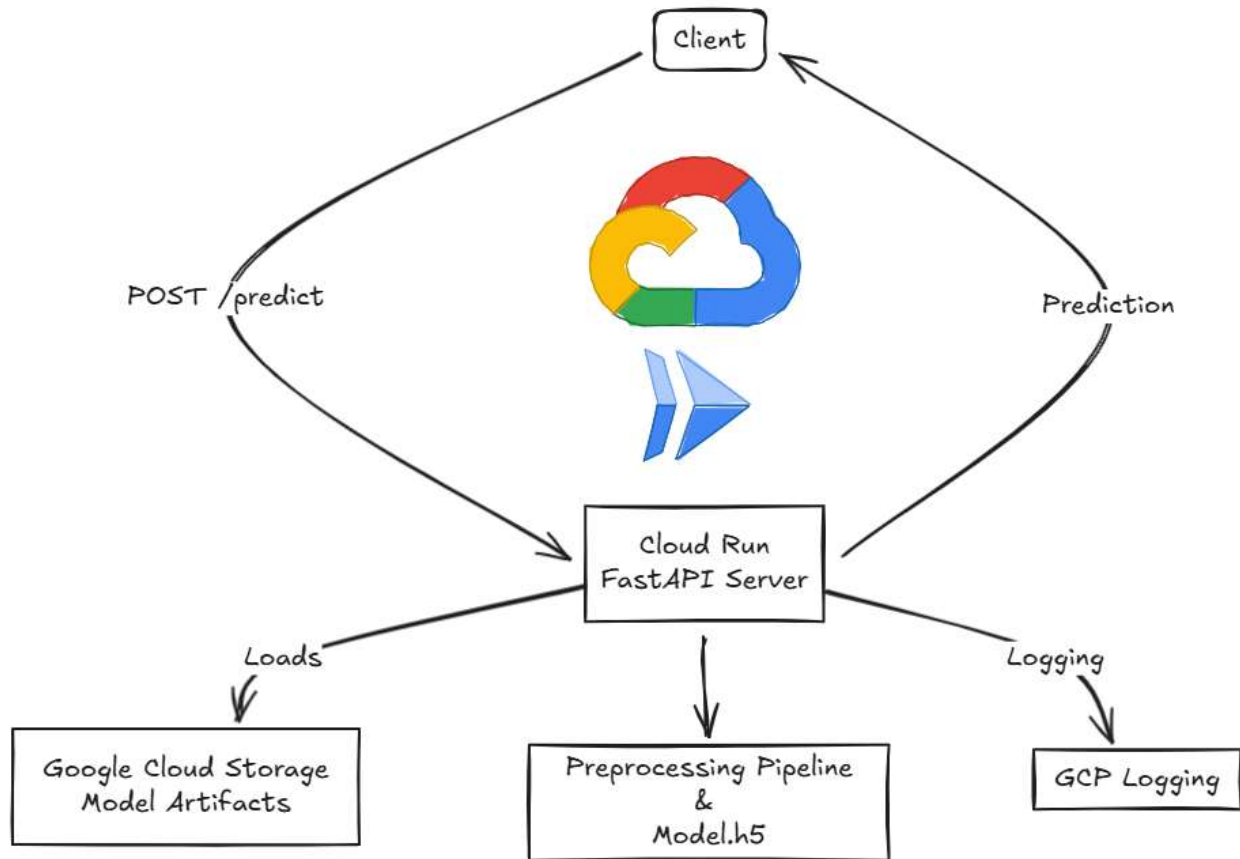 Client
POST /predict
Prediction
Cloud Run
FastAPI Server
Loads
Logging
Google Cloud Storage
Model Artifacts
Preprocessing Pipeline
&
Model.h5
GCP Logging